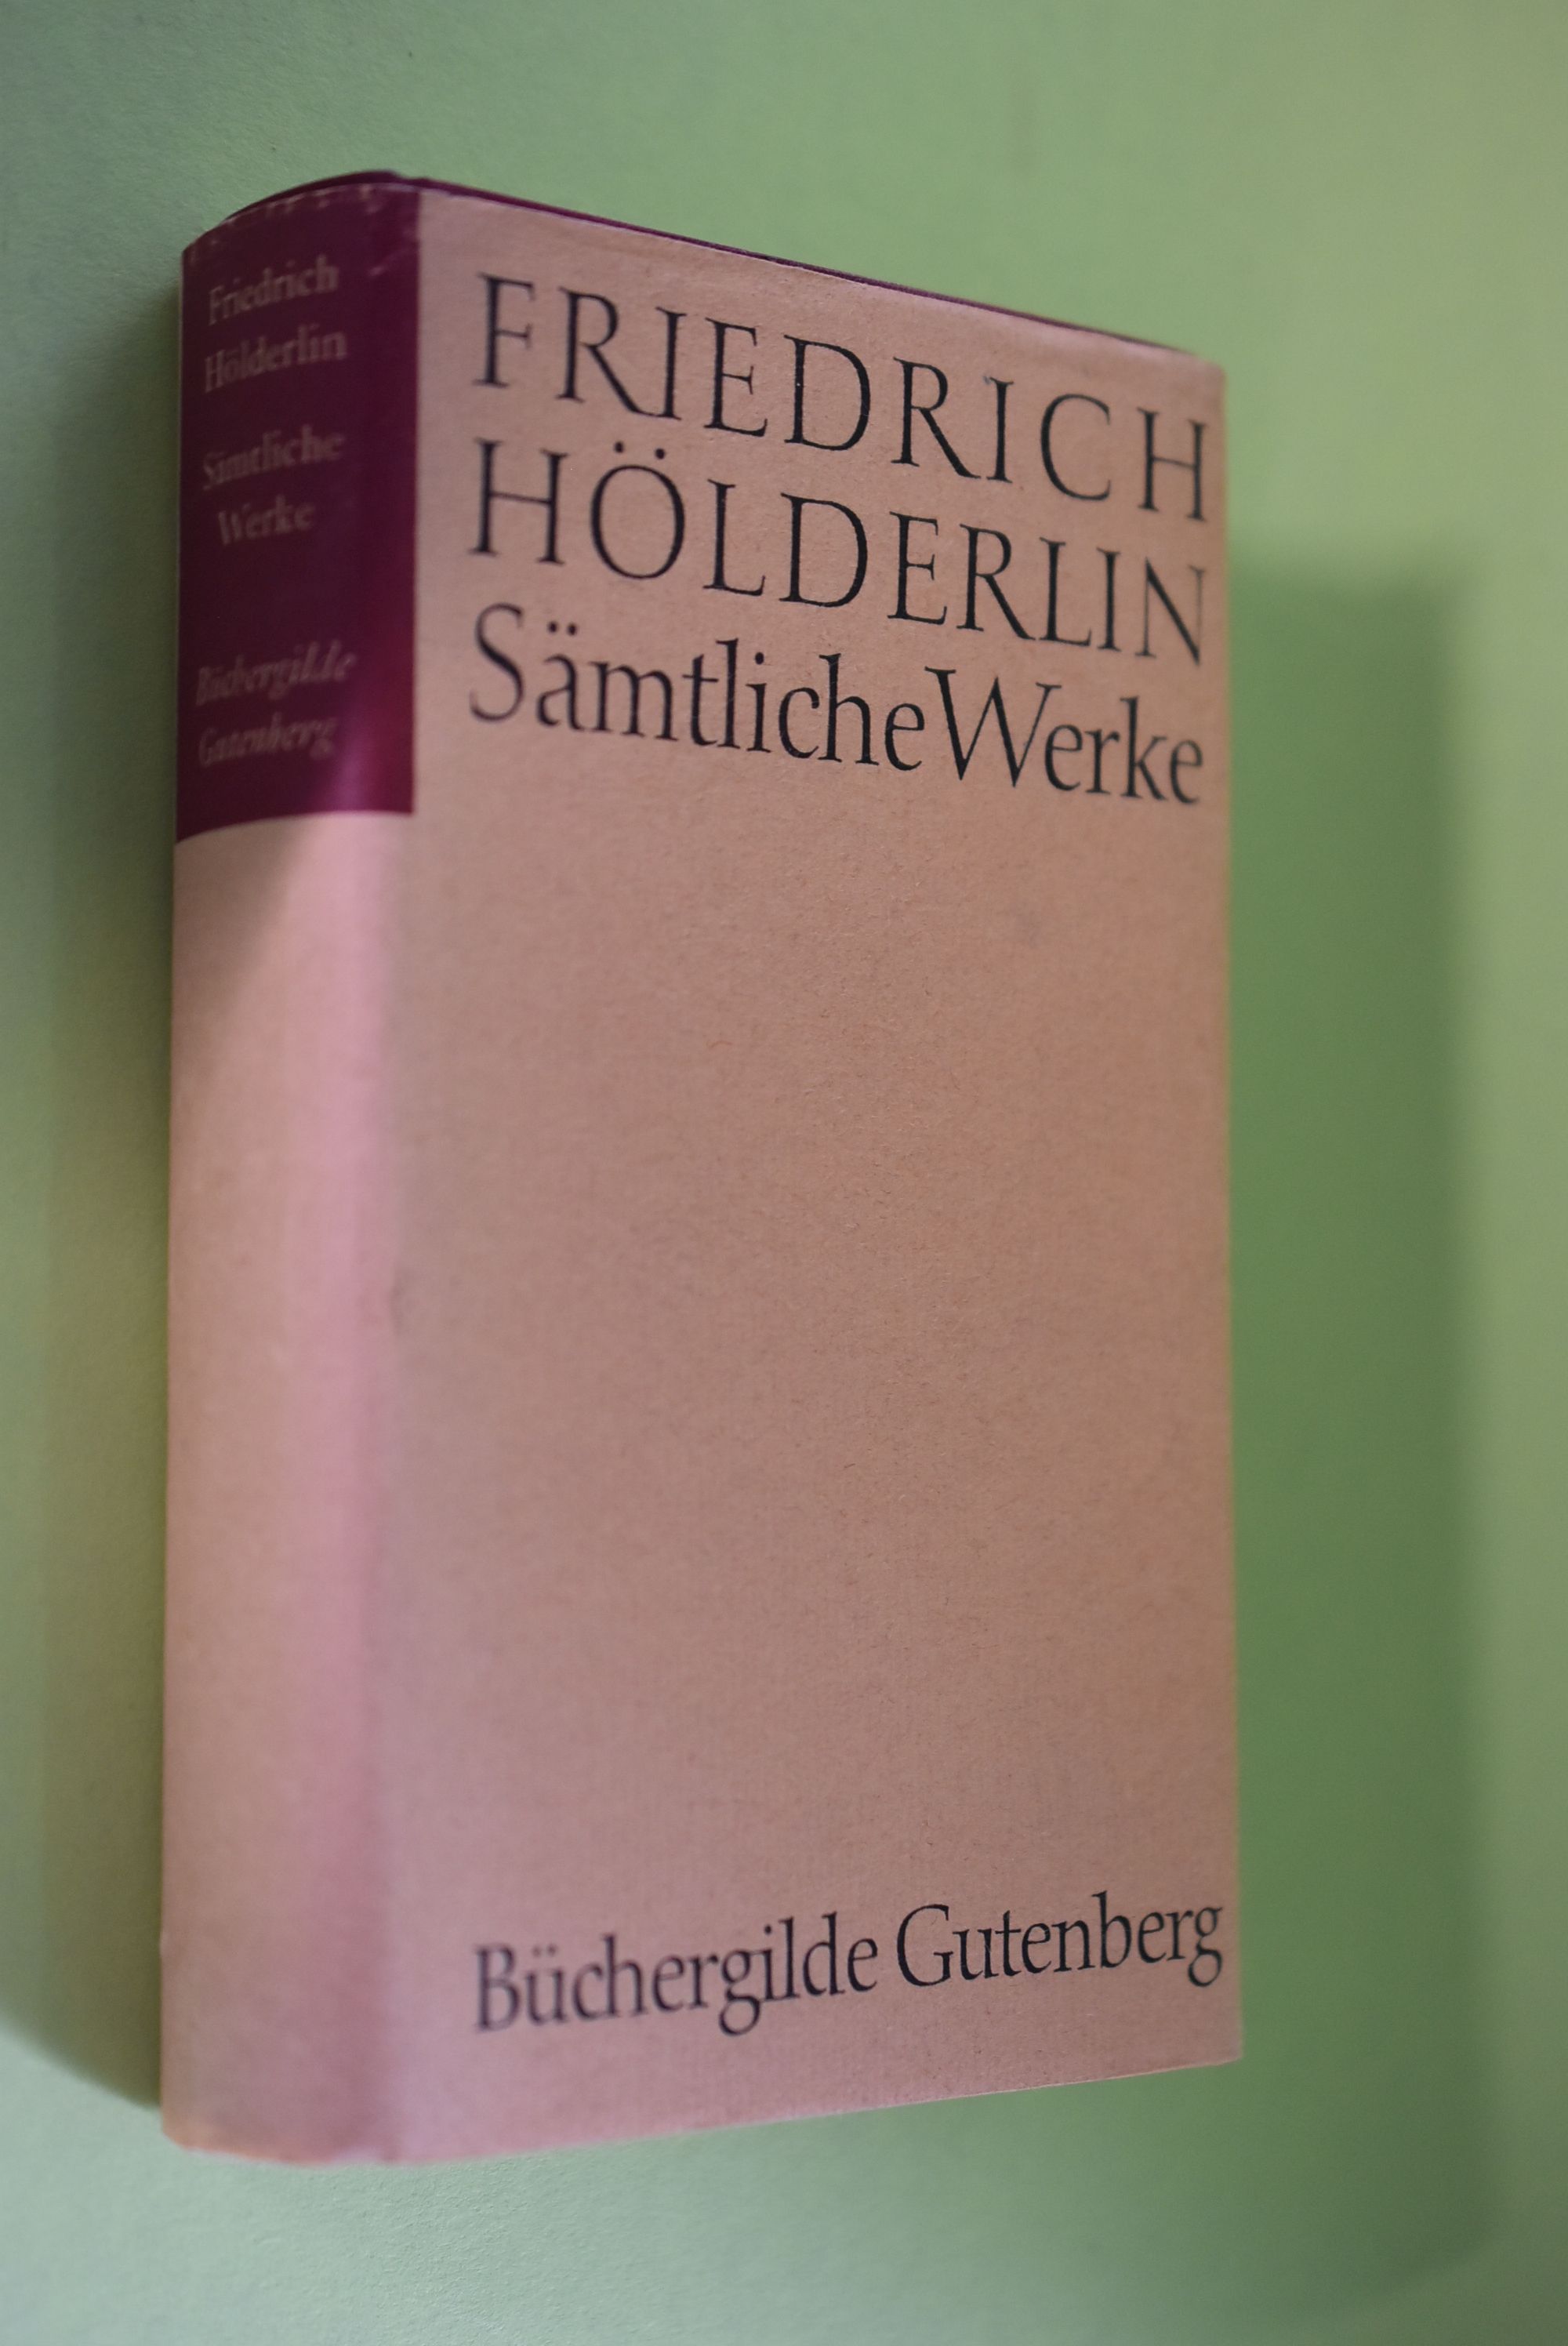 Friedrich
Hölderlin
Sämtliche
Werke
Büchergilde
Gutenberg
FRIEDRICH
HÖLDERLIN
Sämtliche Werke
Büchergilde Gutenberg